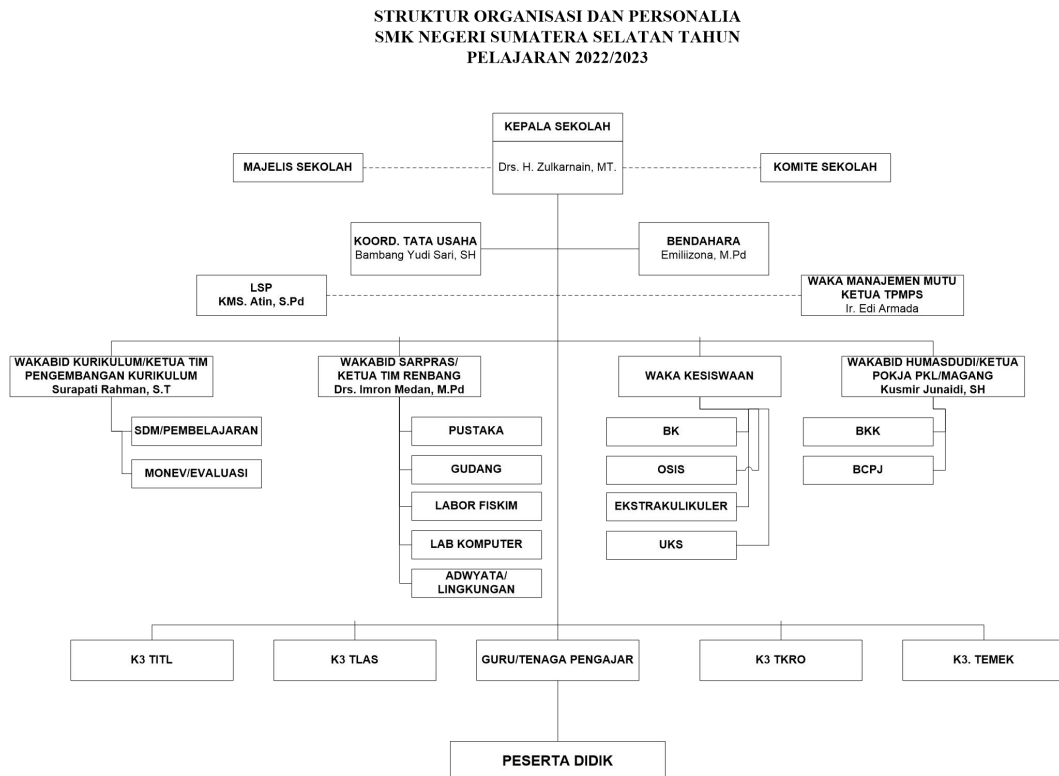 STRUKTUR ORGANISASI DAN PERSONALIA
SMK NEGERI SUMATERA SELATAN TAHUN
PELAJARAN 2022/2023
KEPALA SEKOLAH
Drs. H. Zulkarnain, MT.
MAJELIS SEKOLAH
KOMITE SEKOLAH
KOORD. TATA USAHA
Bambang Yudi Sari, SH
BENDAHARA
Emiliizona, M.Pd
LSP
KMS. Atin, S.Pd
WAKA MANAJEMEN MUTU
KETUA TPMPS
Ir. Edi Armada
WAKABID KURIKULUM/KETUA TIM
PENGEMBANGAN KURIKULUM
Surapati Rahman, S.T
WAKABID SARPRAS/
KETUA TIM RENBANG
Drs. Imron Medan, M.Pd
WAKA KESISWAAN
WAKABID HUMASDUDI/KETUA
POKJA PKL/MAGANG
Kusmir Junaidi, SH
SDM/PEMBELAJARAN
MONEV/EVALUASI
PUSTAKA
GUDANG
LABOR FISKIM
LAB KOMPUTER
ADWYATA/
LINGKUNGAN
BK
OSIS
EKSTRAKULIKULER
UKS
BKK
BCPJ
K3 TITL
K3 TLAS
GURU/TENAGA PENGAJAR
K3 TKRO
K3. TEMEK
PESERTA DIDIK